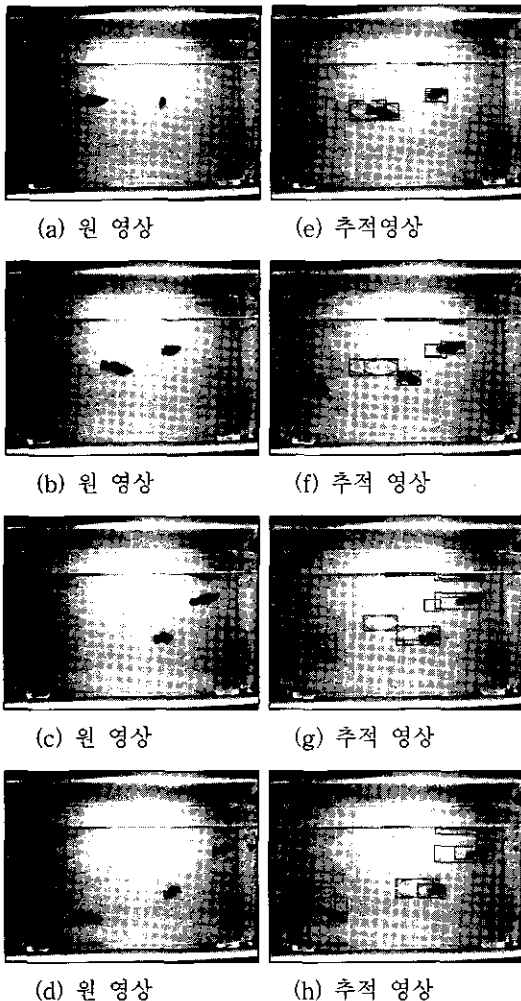 (a) 원 영상
(e) 추적영상
(b) 원 영상
(f) 추적 영상
(c) 원 영상
(g) 추적 영상
(d) 원 영상
(h) 추적 영상